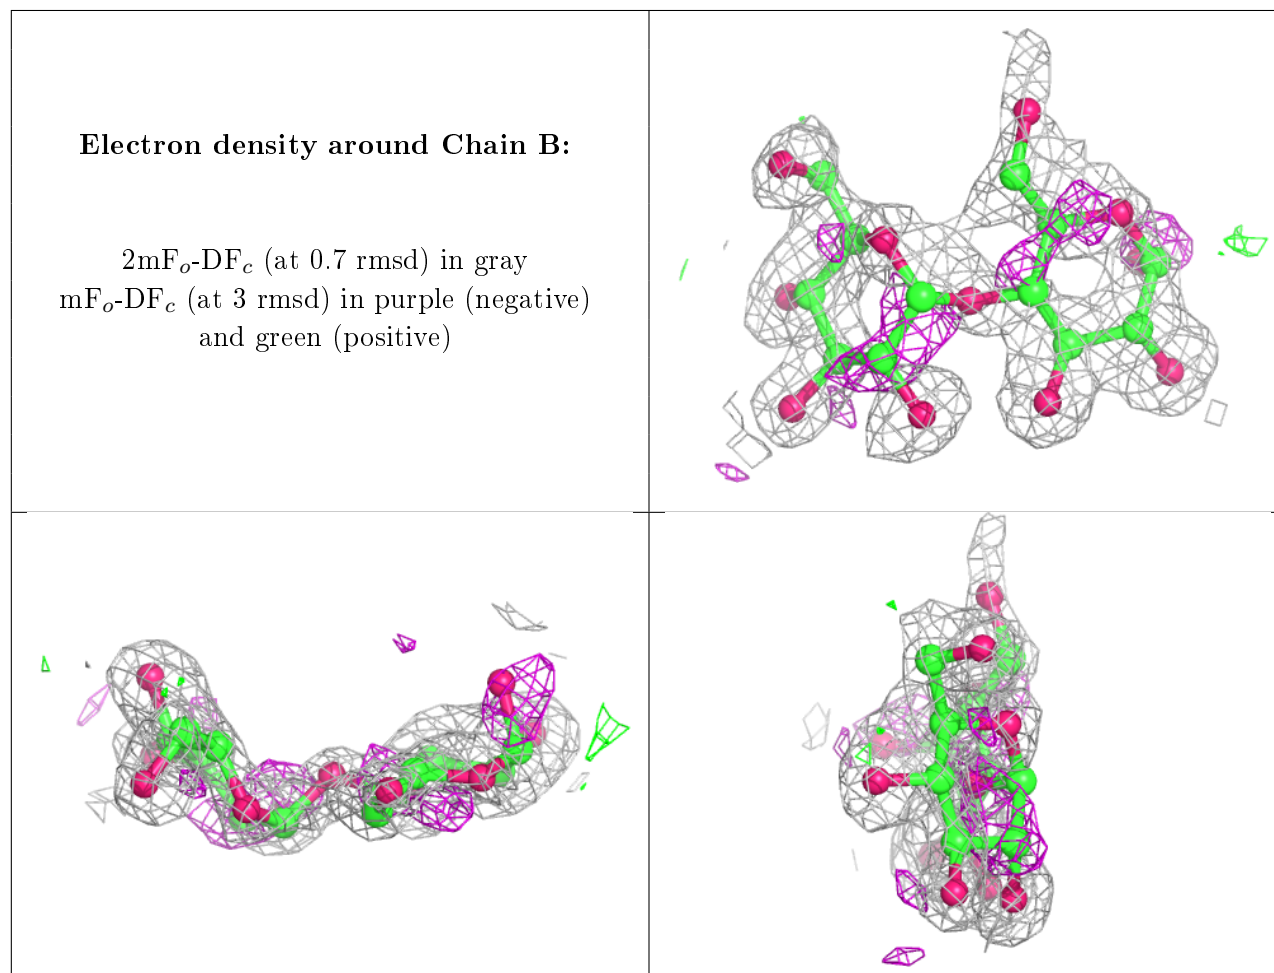 Electron density around Chain B:
2mFo-DFc (at 0.7 rmsd) in gray
mFo-DFc (at 3 rmsd) in purple (negative)
and green (positive)